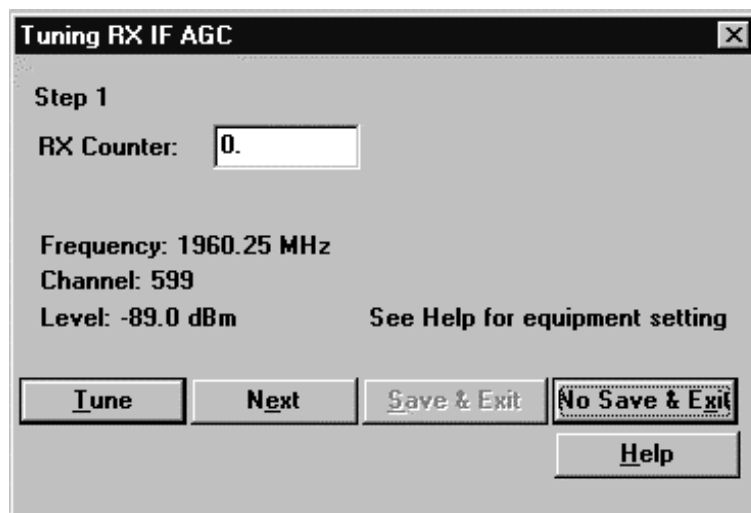 Tuning RX IF AGC
Step 1
RX Counter: 0.
Frequency: 1960.25 MHz
Channel: 599
Level: -89.0 dBm See Help for equipment setting
Tune Next Save & Exit No Save & Exit
Help